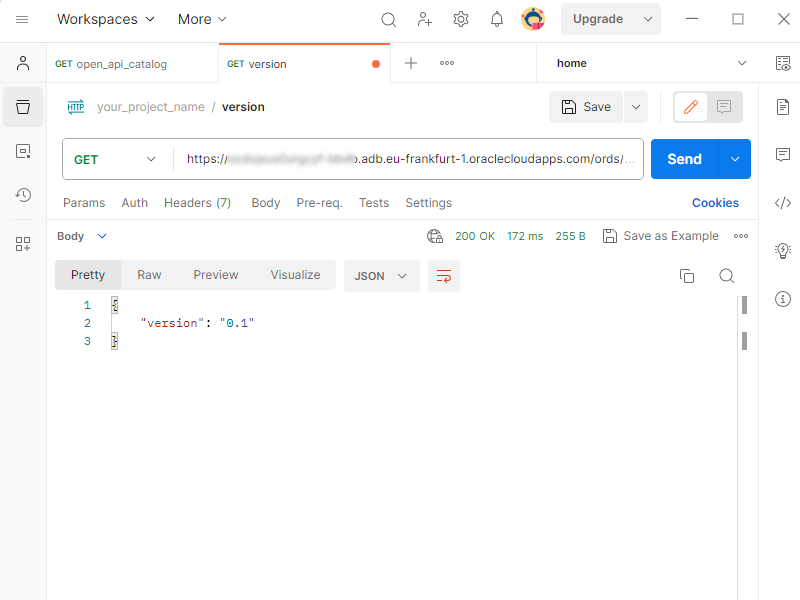 Workspaces More Upgrade
GET open_api_catalog GET version home
HTTP your_project_name / version Save
GET https:// .adb.eu-frankfurt-1.oraclecloudapps.com/ords/... Send
Params Auth Headers (7) Body Pre-req. Tests Settings Cookies
Body 200 OK 172 ms 255 B Save as Example
Pretty Raw Preview Visualize JSON
1 {
2 "version": "0.1"
3 }